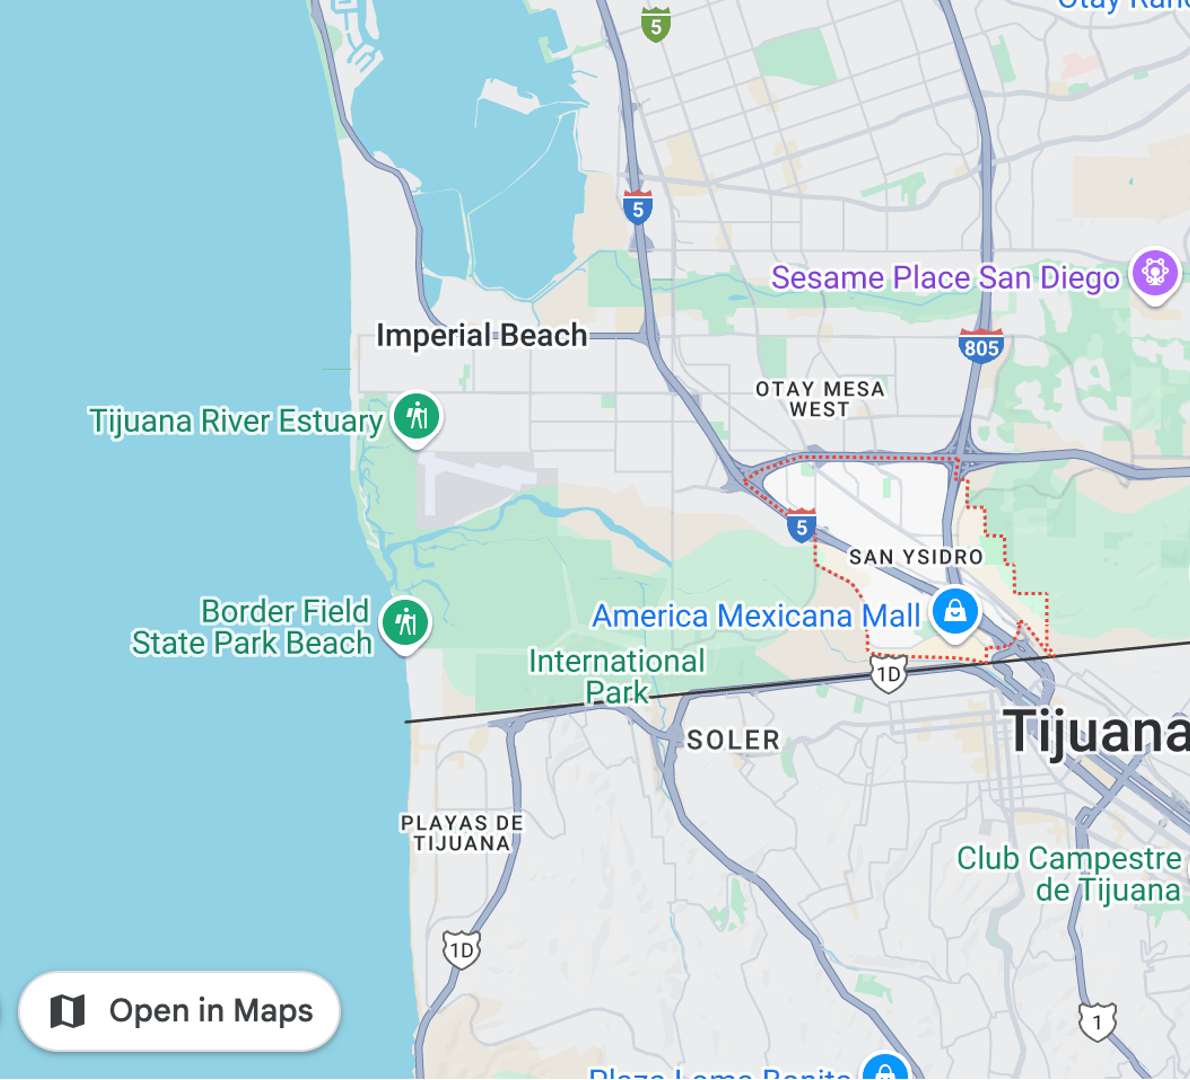 Otay Ranc
5
5
Sesame Place San Diego
Imperial Beach
805
OTAY MESA
WEST
Tijuana River Estuary
5
SAN YSIDRO
Border Field
State Park Beach
America Mexicana Mall
International
Park
1D
SOLER
Tijuana
PLAYAS DE
TIJUANA
Club Campestre
de Tijuana
1D
Open in Maps
1
Plaza Loma Bonita